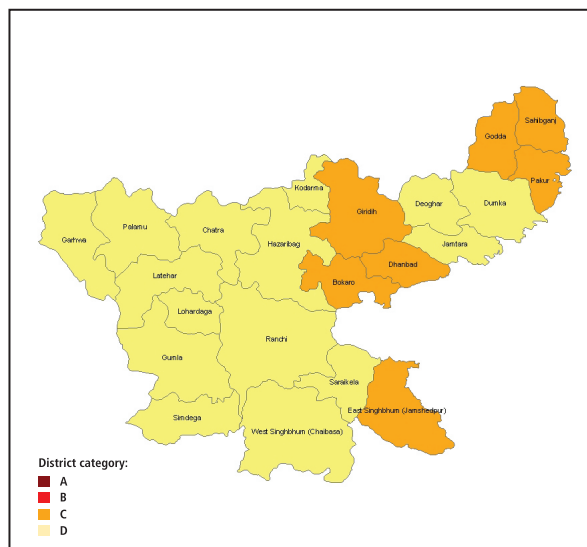 Sahibganj
Godda
Pakur
Kodarma
Deoghar
Dumka
Giridih
Palamu
Chatra
Garhwa
Hazaribag
Jamtara
Dhanbad
Latehar
Bokaro
Lohardaga
Ranchi
Gumla
Saraikela
East Singhbhum (Jamshedpur)
Simdega
West Singhbhum (Chaibasa)
District category:
A
B
C
D